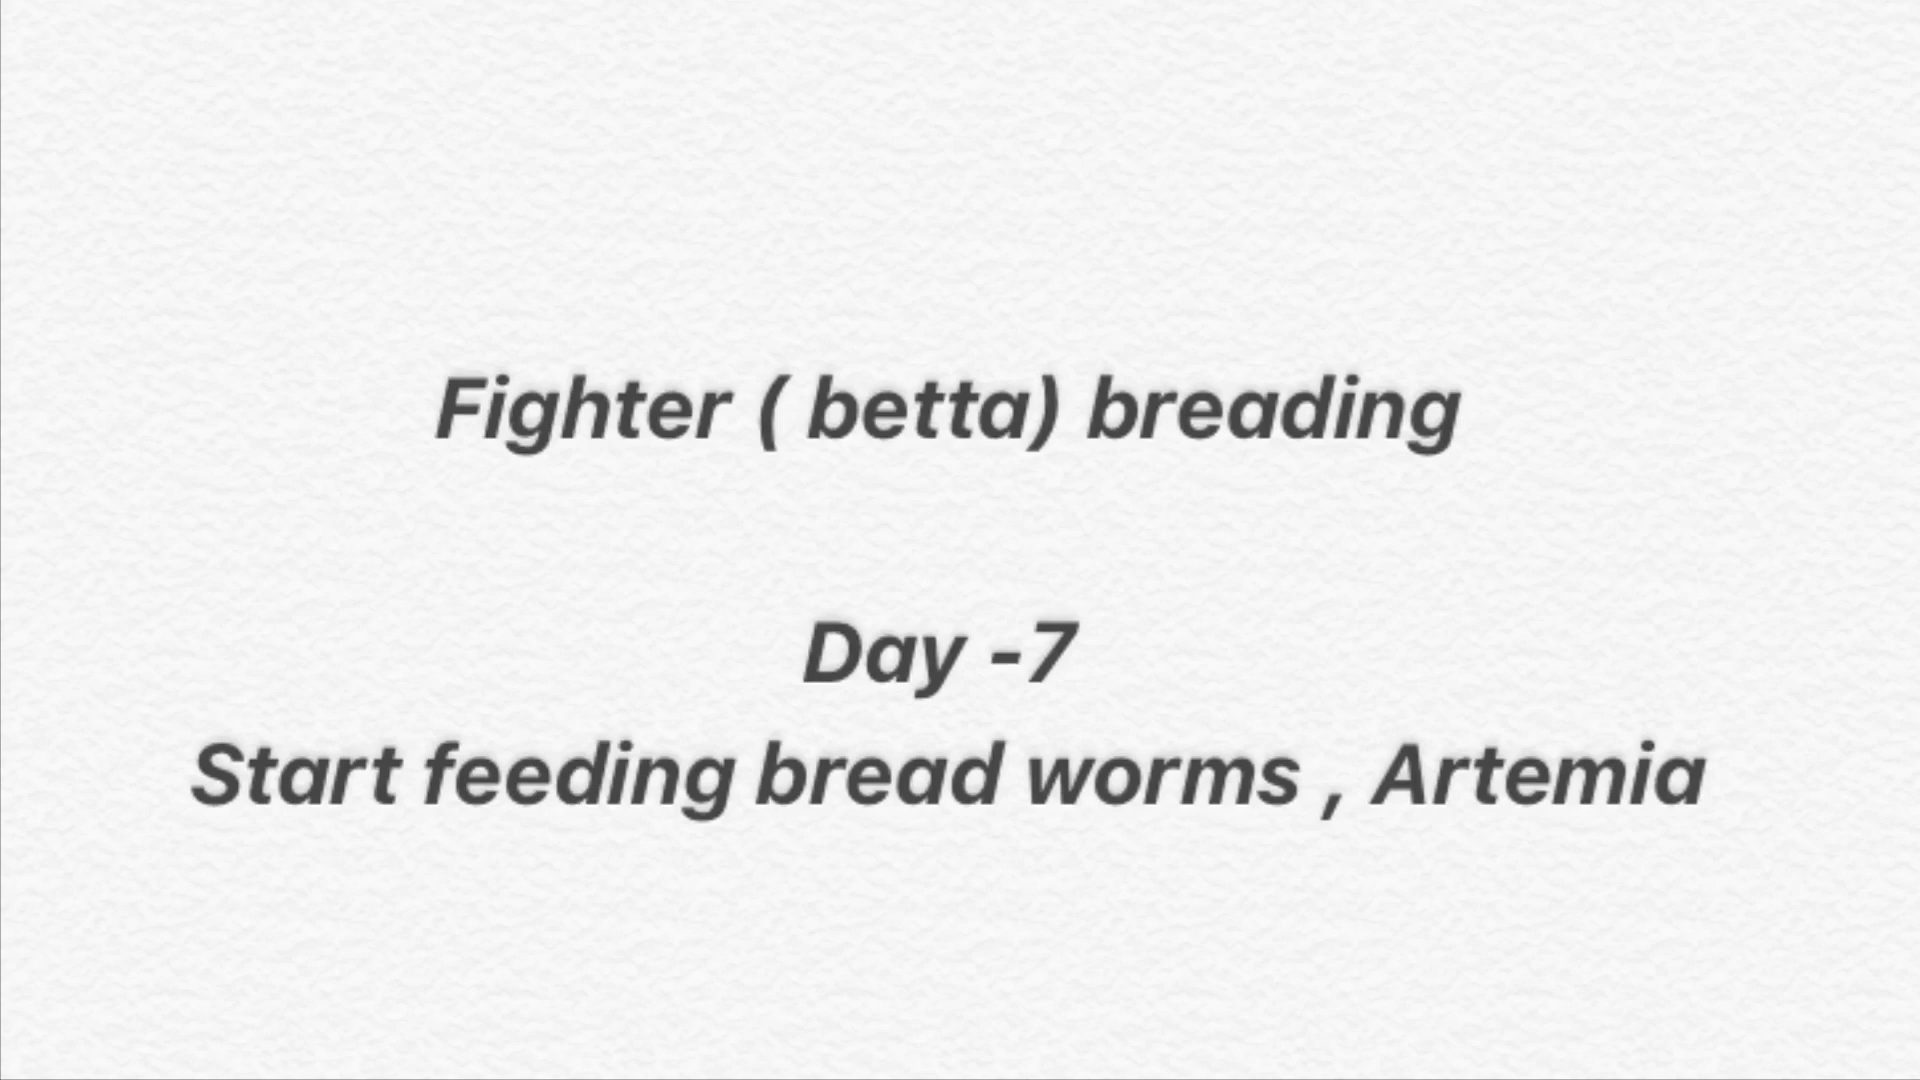 Fighter ( betta) breading
Day -7
Start feeding bread worms , Artemia